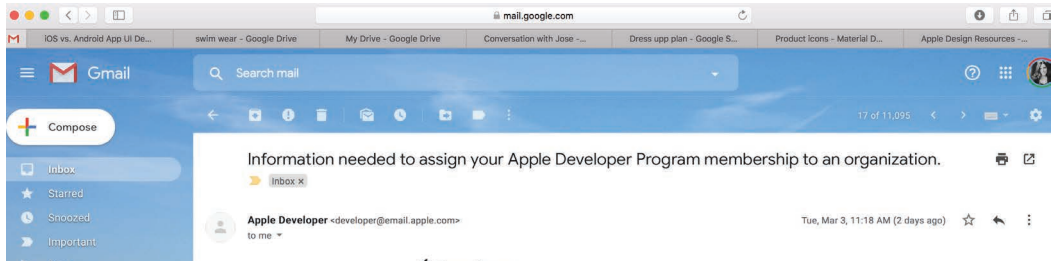 mail.google.com
iOS vs. Android App UI De...
swim wear - Google Drive
My Drive - Google Drive
Conversation with Jose -...
Dress upp plan - Google S...
Product icons - Material D...
Apple Design Resources -...
Gmail
Search mail
Compose
17 of 11,095
Information needed to assign your Apple Developer Program membership to an organization.
Inbox
Inbox x
Starred
Snoozed
Apple Developer <developer@email.apple.com>
Tue, Mar 3, 11:18 AM (2 days ago)
to me
Important